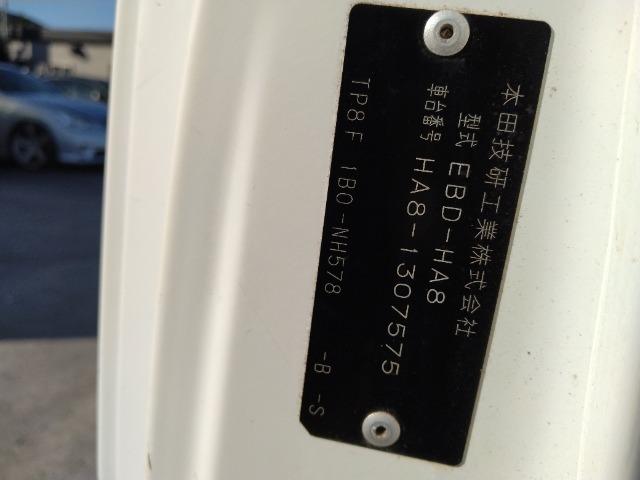 本田技研工業株式会社
型式 EBD-HA8
車台番号 HA8-1307575
TP8F 1B0-NH578 -B -S